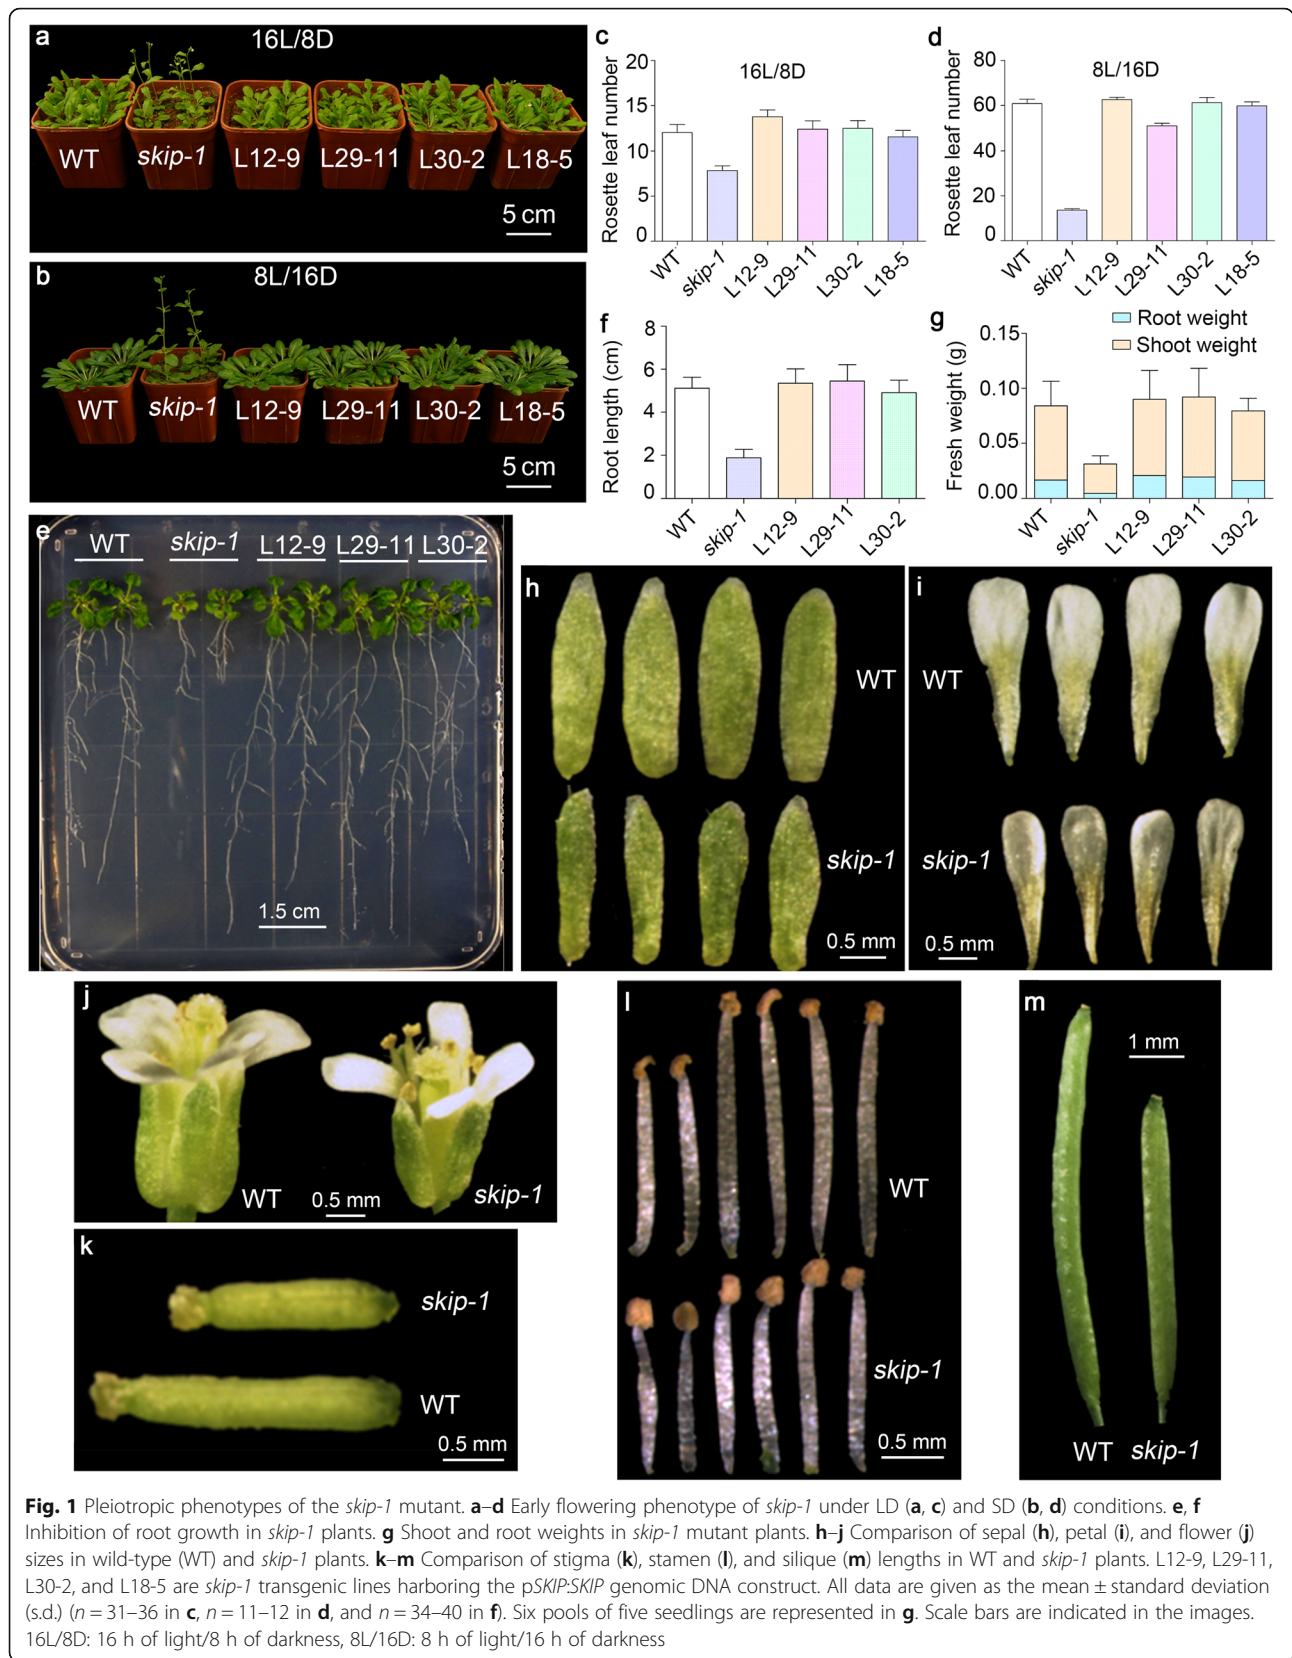 a
16L/8D
WT
skip-1
L12-9
L29-11
L30-2
L18-5
5 cm
b
8L/16D
WT
skip-1
L12-9
L29-11
L30-2
L18-5
5 cm
c
16L/8D
Rosette leaf number
20
15
10
5
0
WT
skip-1
L12-9
L29-11
L30-2
L18-5
d
8L/16D
Rosette leaf number
80
60
40
20
0
WT
skip-1
L12-9
L29-11
L30-2
L18-5
f
Root length (cm)
8
6
4
2
0
WT
skip-1
L12-9
L29-11
L30-2
g
Root weight
Shoot weight
Fresh weight (g)
0.15
0.10
0.05
0.00
WT
skip-1
L12-9
L29-11
L30-2
e
WT
skip-1
L12-9
L29-11
L30-2
1.5 cm
h
WT
skip-1
0.5 mm
i
WT
skip-1
0.5 mm
j
WT
0.5 mm
skip-1
k
skip-1
WT
0.5 mm
l
WT
skip-1
0.5 mm
m
1 mm
WT
skip-1
Fig. 1 Pleiotropic phenotypes of the skip-1 mutant. a–d Early flowering phenotype of skip-1 under LD (a, c) and SD (b, d) conditions. e, f
Inhibition of root growth in skip-1 plants. g Shoot and root weights in skip-1 mutant plants. h–j Comparison of sepal (h), petal (i), and flower (j)
sizes in wild-type (WT) and skip-1 plants. k–m Comparison of stigma (k), stamen (l), and silique (m) lengths in WT and skip-1 plants. L12-9, L29-11,
L30-2, and L18-5 are skip-1 transgenic lines harboring the pSKIP:SKIP genomic DNA construct. All data are given as the mean ± standard deviation
(s.d.) (n = 31–36 in c, n = 11–12 in d, and n = 34–40 in f). Six pools of five seedlings are represented in g. Scale bars are indicated in the images.
16L/8D: 16 h of light/8 h of darkness, 8L/16D: 8 h of light/16 h of darkness